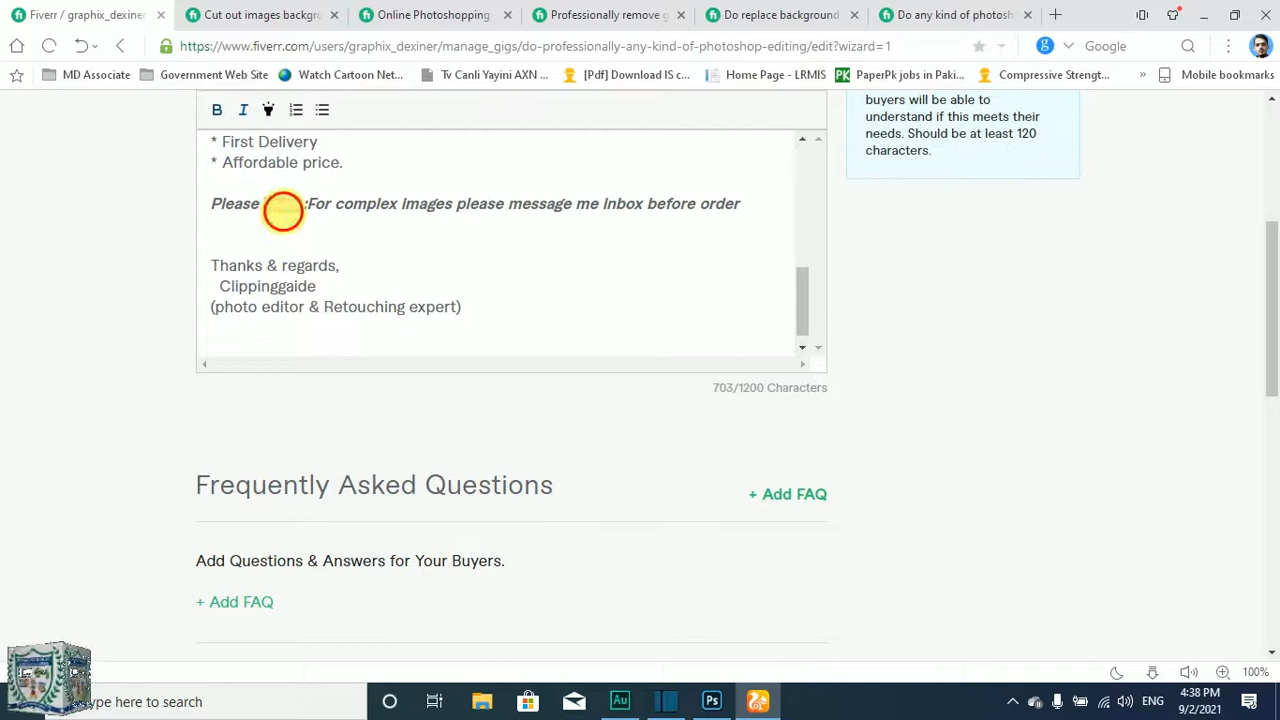 Fiverr / graphix_dexiner
Cut out images backgro
Online Photoshopping
Professionally remove
Do replace background
Do any kind of photosh
https://www.fiverr.com/users/graphix_dexiner/manage_gigs/do-professionally-any-kind-of-photoshop-editing/edit?wizard=1
Google
MD Associate
Government Web Site
Watch Cartoon Net...
Tv Canli Yayini AXN ...
[Pdf] Download IS c...
Home Page - LRMIS
PaperPk jobs in Paki...
Compressive Strengt...
»
Mobile bookmarks
B I
buyers will be able to
understand if this meets their
needs. Should be at least 120
characters.
* First Delivery
* Affordable price.
Please :For complex images please message me inbox before order
Thanks & regards,
Clippinggaide
(photo editor & Retouching expert)
703/1200 Characters
Frequently Asked Questions
+ Add FAQ
Add Questions & Answers for Your Buyers.
+ Add FAQ
100%
ype here to search
Au
Ps
ENG
4:38 PM
9/2/2021